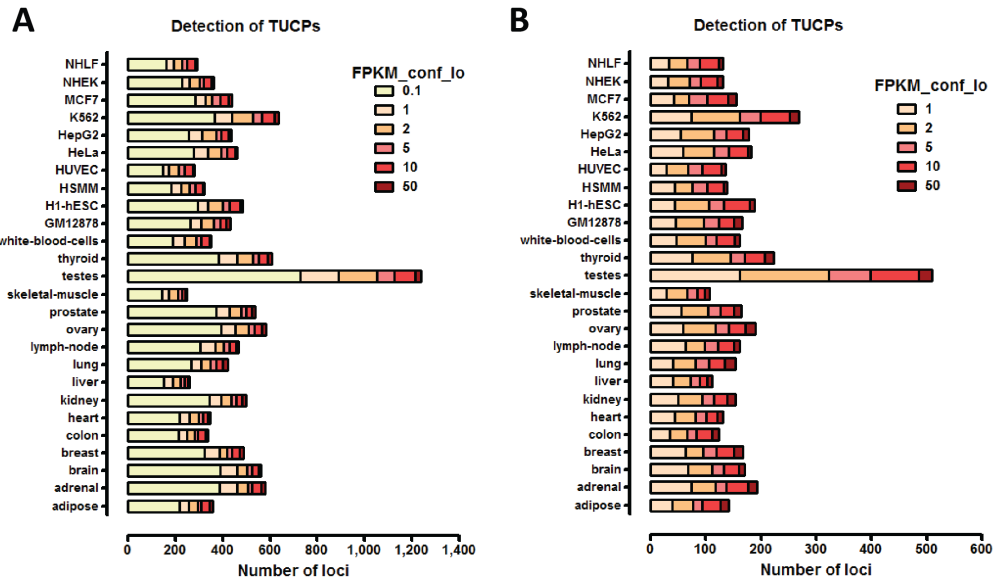 A
Detection of TUCPs
NHLF
NHEK
MCF7
K562
HepG2
HeLa
HUVEC
HSMM
H1-hESC
GM12878
white-blood-cells
thyroid
testes
skeletal-muscle
prostate
ovary
lymph-node
lung
liver
kidney
heart
colon
breast
brain
adrenal
adipose
FPKM_conf_lo
0.1
1
2
5
10
50
0 200 400 600 800 1,000 1,200 1,400
Number of loci
B
Detection of TUCPs
NHLF
NHEK
MCF7
K562
HepG2
HeLa
HUVEC
HSMM
H1-hESC
GM12878
white-blood-cells
thyroid
testes
skeletal-muscle
prostate
ovary
lymph-node
lung
liver
kidney
heart
colon
breast
brain
adrenal
adipose
FPKM_conf_lo
1
2
5
10
50
0 100 200 300 400 500 600
Number of loci